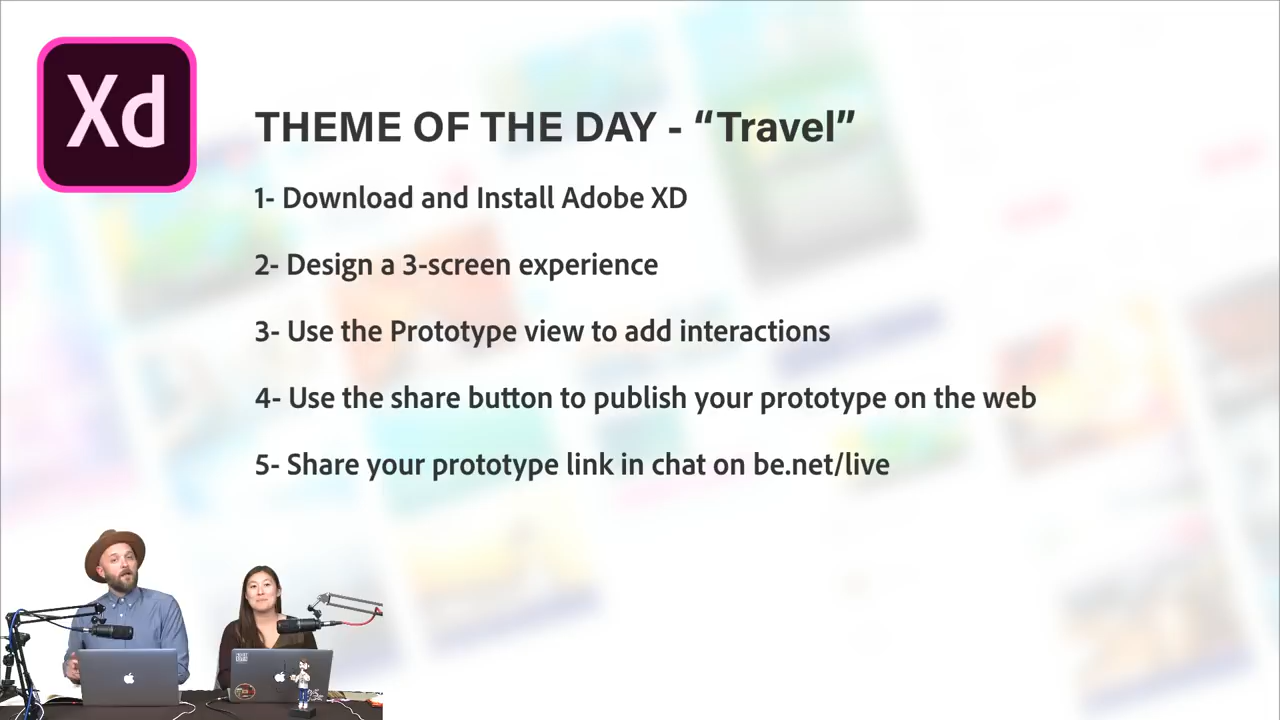 Xd
THEME OF THE DAY - “Travel”
1- Download and Install Adobe XD
2- Design a 3-screen experience
3- Use the Prototype view to add interactions
4- Use the share button to publish your prototype on the web
5- Share your prototype link in chat on be.net/live